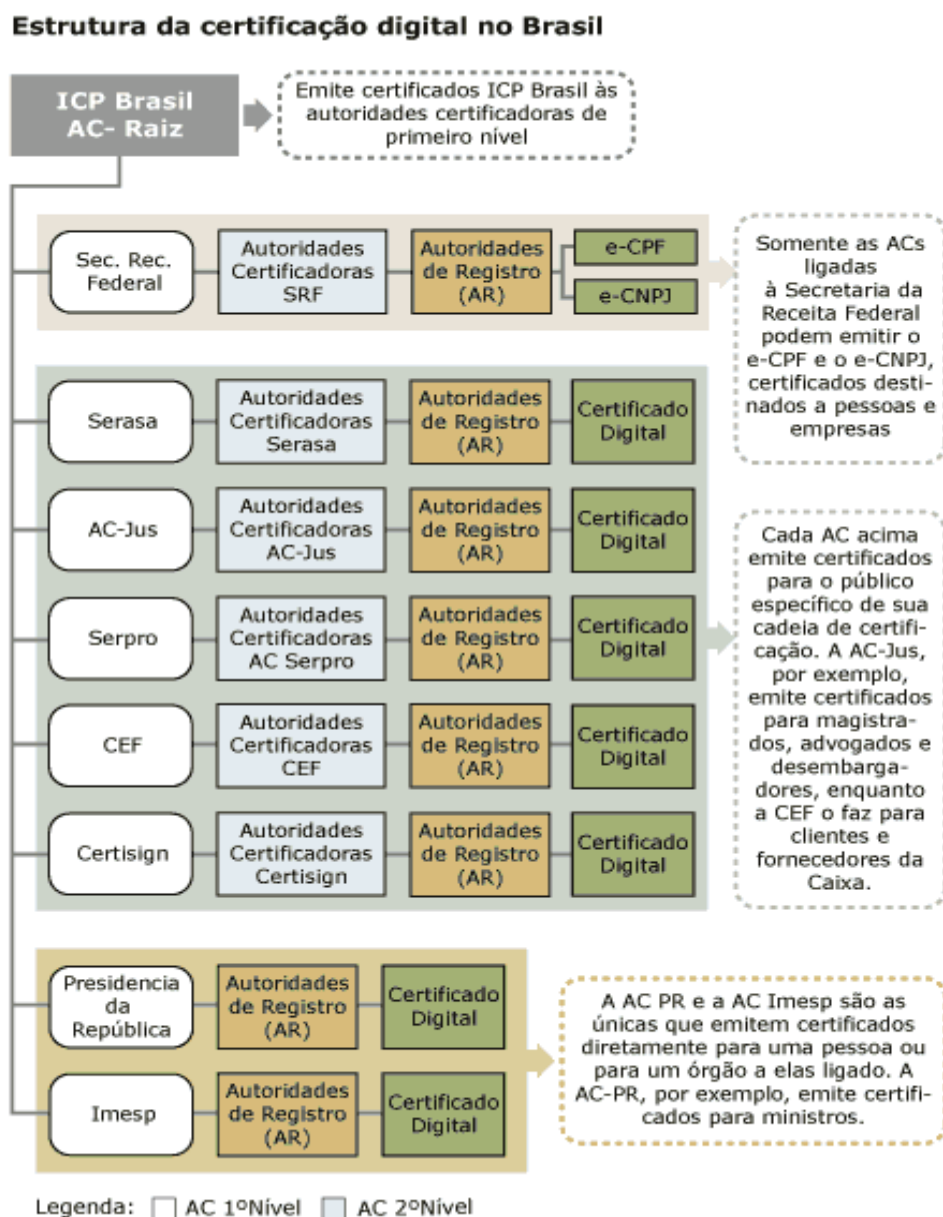 Estrutura da certificação digital no Brasil
ICP Brasil
AC- Raiz
Emite certificados ICP Brasil às
autoridades certificadoras de
primeiro nível
Sec. Rec.
Federal
Autoridades
Certificadoras
SRF
Autoridades
de Registro
(AR)
e-CPF
e-CNPJ
Somente as ACs
ligadas
à Secretaria da
Receita Federal
podem emitir o
e-CPF e o e-CNPJ,
certificados desti-
nados a pessoas e
empresas
Serasa
Autoridades
Certificadoras
Serasa
Autoridades
de Registro
(AR)
Certificado
Digital
AC-Jus
Autoridades
Certificadoras
AC-Jus
Autoridades
de Registro
(AR)
Certificado
Digital
Serpro
Autoridades
Certificadoras
AC Serpro
Autoridades
de Registro
(AR)
Certificado
Digital
CEF
Autoridades
Certificadoras
CEF
Autoridades
de Registro
(AR)
Certificado
Digital
Certisign
Autoridades
Certificadoras
Certisign
Autoridades
de Registro
(AR)
Certificado
Digital
Cada AC acima
emite certificados
para o público
específico de sua
cadeia de certifi-
cação. A AC-Jus,
por exemplo,
emite certificados
para magistra-
dos, advogados e
desembarga-
dores, enquanto
a CEF o faz para
clientes e
fornecedores da
Caixa.
Presidencia
da
República
Autoridades
de Registro
(AR)
Certificado
Digital
Imesp
Autoridades
de Registro
(AR)
Certificado
Digital
A AC PR e a AC Imesp são as
únicas que emitem certificados
diretamente para uma pessoa ou
para um órgão a elas ligado. A
AC-PR, por exemplo, emite certifi-
cados para ministros.
Legenda: AC 1ºNível AC 2ºNível